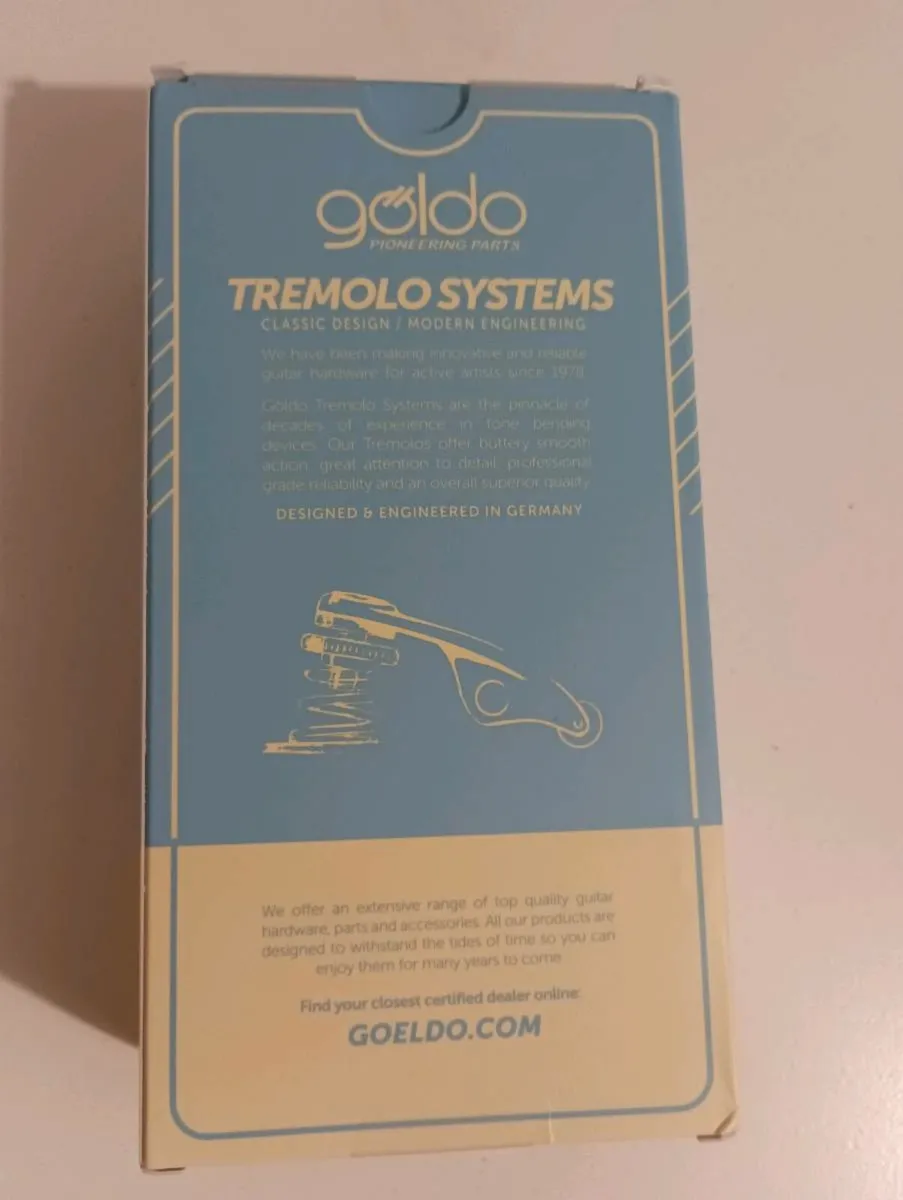 göldo
PIONEERING PARTS
TREMOLO SYSTEMS
CLASSIC DESIGN / MODERN ENGINEERING
We have been making innovative and reliable
guitar hardware for active artists since 1978.
Göldo Tremolo Systems are the pinnacle of
decades of experience in tone bending
devices. Our Tremolos offer buttery smooth
action, great attention to detail, professional
grade reliability and an overall superior quality.
DESIGNED & ENGINEERED IN GERMANY
We offer an extensive range of top quality guitar
hardware, parts and accessories. All our products are
designed to withstand the tides of time so you can
enjoy them for many years to come.
Find your closest certified dealer online:
GOELDO.COM